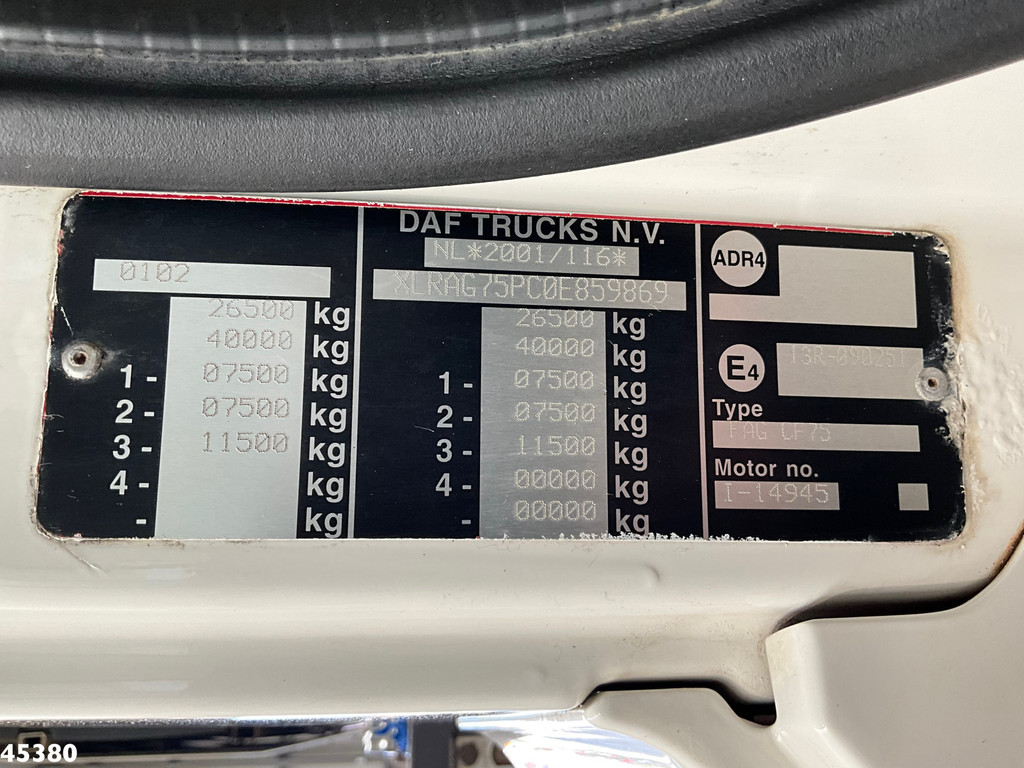 0102
26500 kg
40000 kg
1 - 07500 kg
2 - 07500 kg
3 - 11500 kg
4 - kg
- kg
DAF TRUCKS N.V.
NL*2001/116*
XLRAG75PC0E859869
26500 kg
40000 kg
1 - 07500 kg
2 - 07500 kg
3 - 11500 kg
4 - 00000 kg
- 00000 kg
ADR4
E4
Type
FAG CF75
Motor no.
I-14945
45380